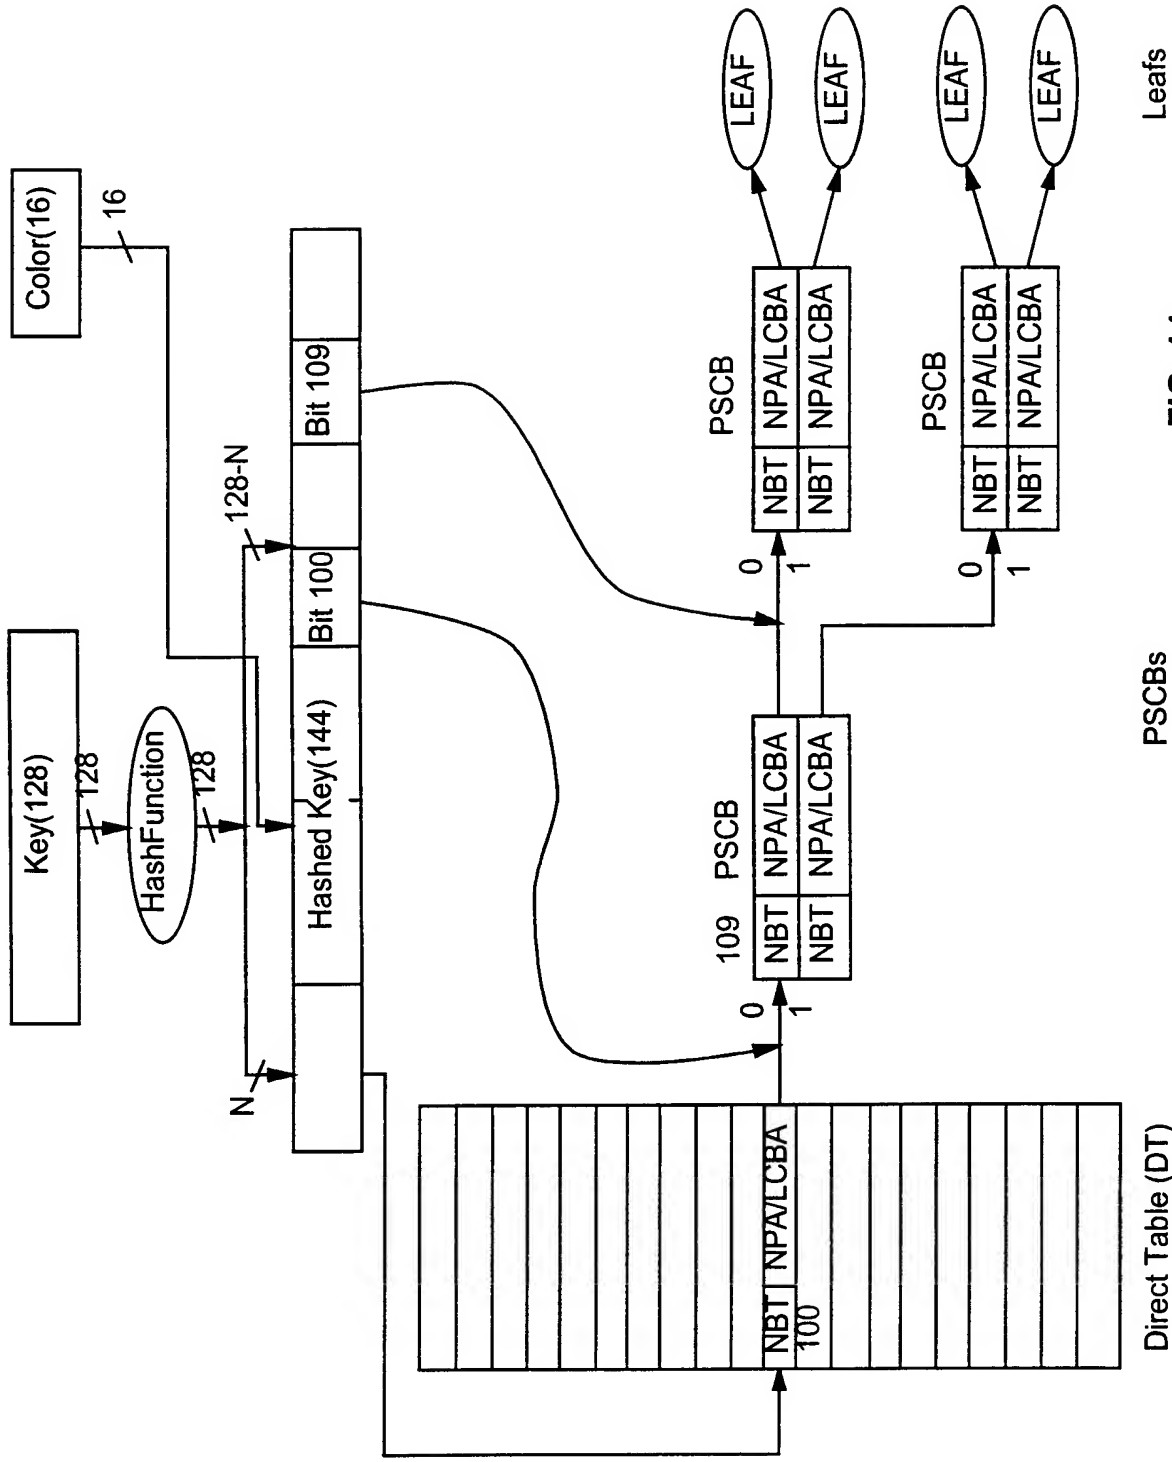 Key(128)
Color(16)
128
16
HashFunction
128
N
128-N
Hashed Key(144)
Bit 100
Bit 109
NBT
NPA/LCBA
100
0
1
109
PSCB
NBT
NPA/LCBA
NBT
NPA/LCBA
0
1
PSCB
NBT
NPA/LCBA
NBT
NPA/LCBA
0
1
PSCB
NBT
NPA/LCBA
NBT
NPA/LCBA
LEAF
LEAF
LEAF
LEAF
Direct Table (DT)
PSCBs
Leafs